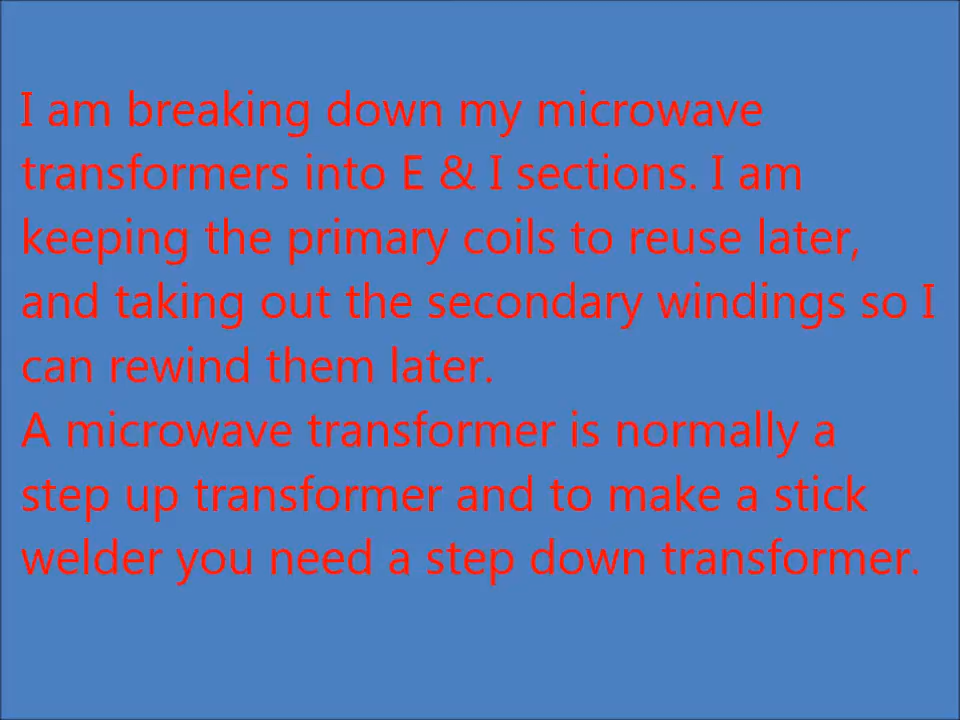 I am breaking down my microwave
transformers into E & I sections. I am
keeping the primary coils to reuse later,
and taking out the secondary windings so I
can rewind them later.
A microwave transformer is normally a
step up transformer and to make a stick
welder you need a step down transformer.